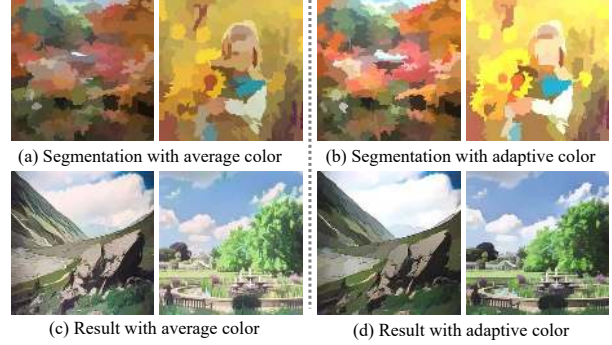 (a) Segmentation with average color
(b) Segmentation with adaptive color
(c) Result with average color
(d) Result with adaptive color